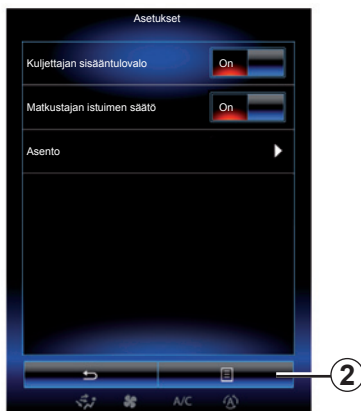 Asetukset
Kuljettajan sisääntulovalo On
Matkustajan istuimen säätö On
Asento
2
A/C
A